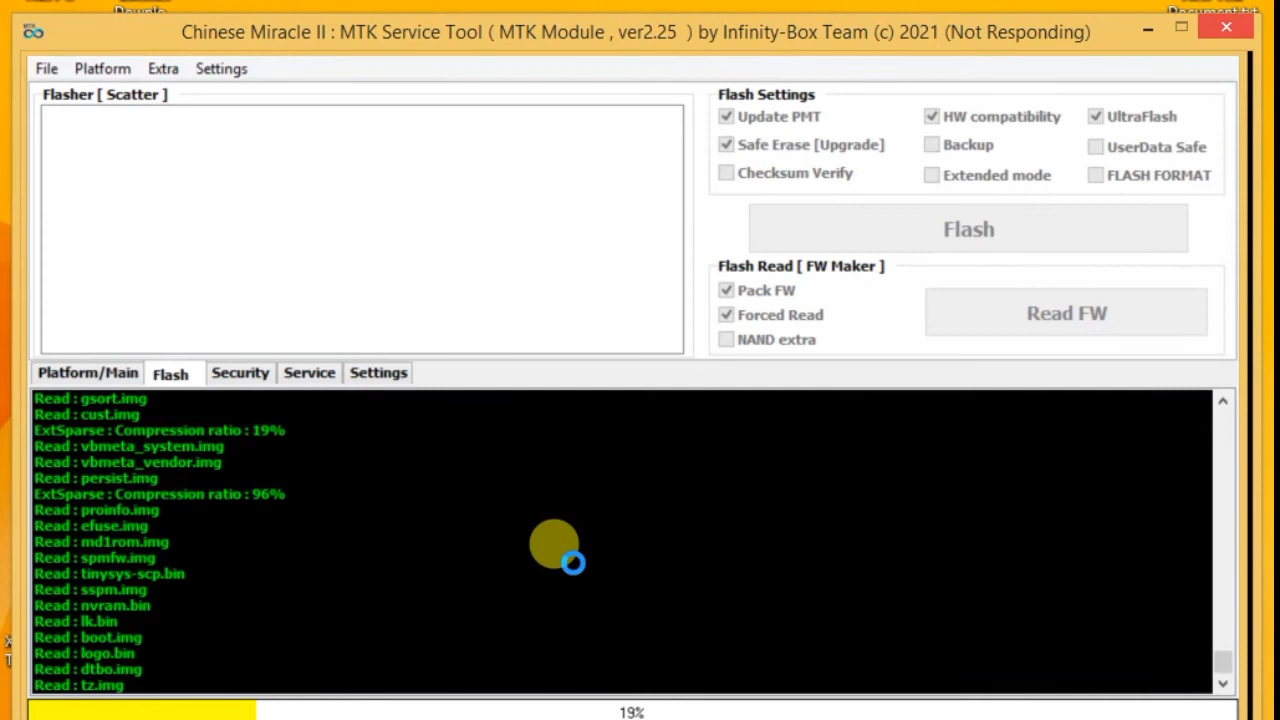 Downlo
Document.txt
MTK
Chinese Miracle II : MTK Service Tool ( MTK Module , ver2.25 ) by Infinity-Box Team (c) 2021 (Not Responding)
File Platform Extra Settings
Flasher [ Scatter ]
Flash Settings
Update PMT HW compatibility UltraFlash
Safe Erase [Upgrade] Backup UserData Safe
Checksum Verify Extended mode FLASH FORMAT
Flash
Flash Read [ FW Maker ]
Pack FW
Forced Read
NAND extra
Read FW
Platform/Main Flash Security Service Settings
Read : gsort.img
Read : cust.img
ExtSparse : Compression ratio : 19%
Read : vbmeta_system.img
Read : vbmeta_vendor.img
Read : persist.img
ExtSparse : Compression ratio : 96%
Read : proinfo.img
Read : efuse.img
Read : md1rom.img
Read : spmfw.img
Read : tinysys-scp.bin
Read : sspm.img
Read : nvram.bin
Read : lk.bin
Read : boot.img
Read : logo.bin
Read : dtbo.img
Read : tz.img
19%